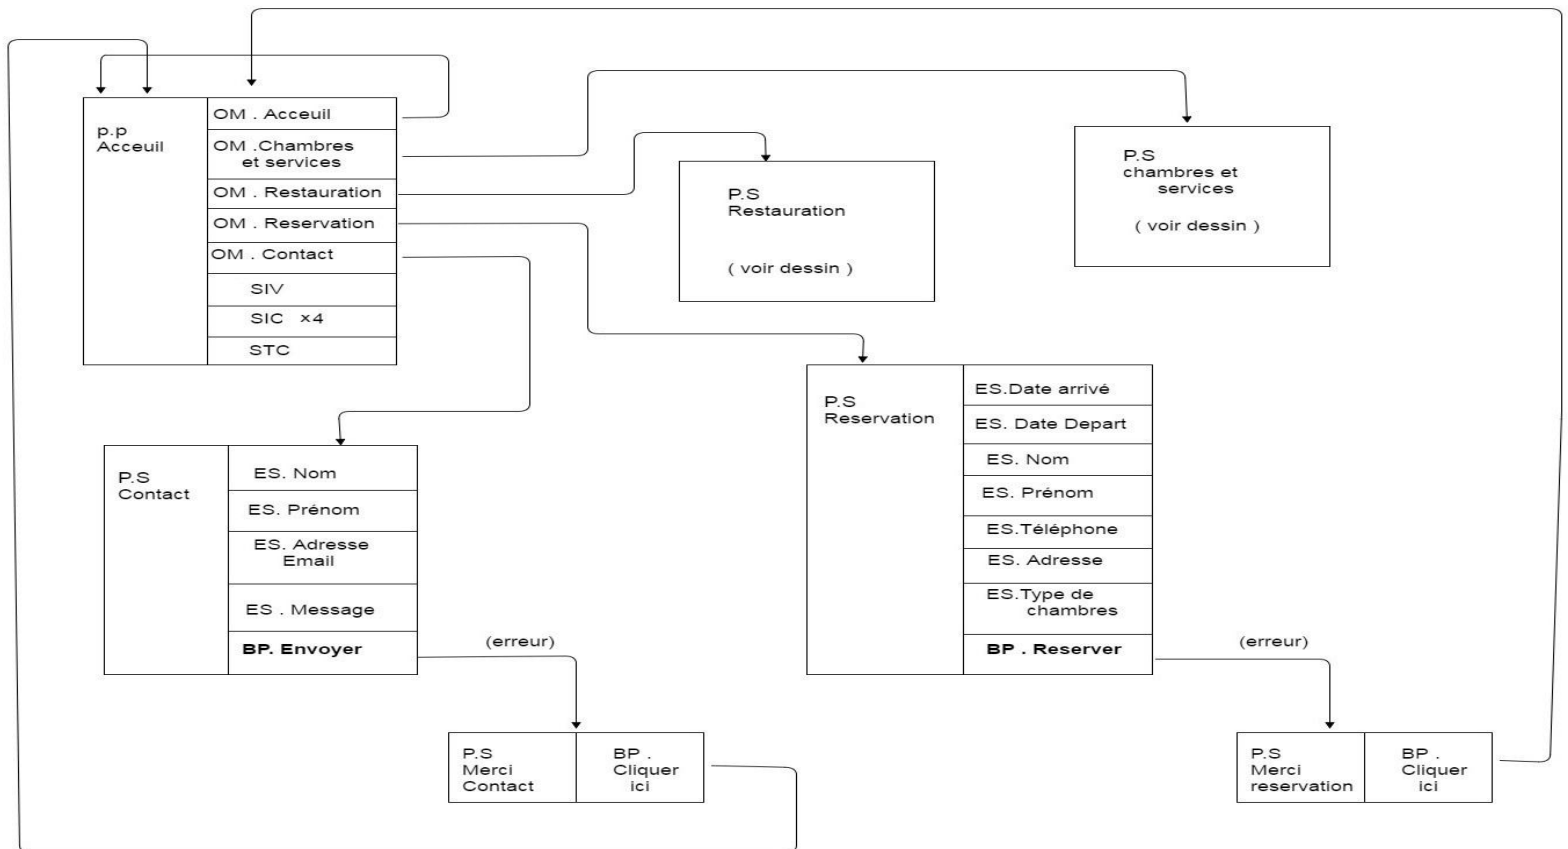 p.p
Acceuil
OM . Acceuil
OM .Chambres
et services
OM . Restauration
OM . Reservation
OM . Contact
SIV
SIC ×4
STC
P.S
Restauration
( voir dessin )
P.S
chambres et
services
( voir dessin )
P.S
Contact
ES. Nom
ES. Prénom
ES. Adresse
Email
ES . Message
BP. Envoyer
(erreur)
P.S
Reservation
ES.Date arrivé
ES. Date Depart
ES. Nom
ES. Prénom
ES.Téléphone
ES. Adresse
ES.Type de
chambres
BP . Reserver
(erreur)
P.S
Merci
Contact
BP .
Cliquer
ici
P.S
Merci
reservation
BP .
Cliquer
ici